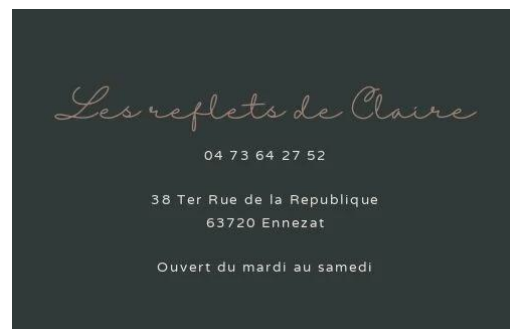 Les reflets de Claire
04 73 64 27 52
38 Ter Rue de la Republique
63720 Ennezat
Ouvert du mardi au samedi